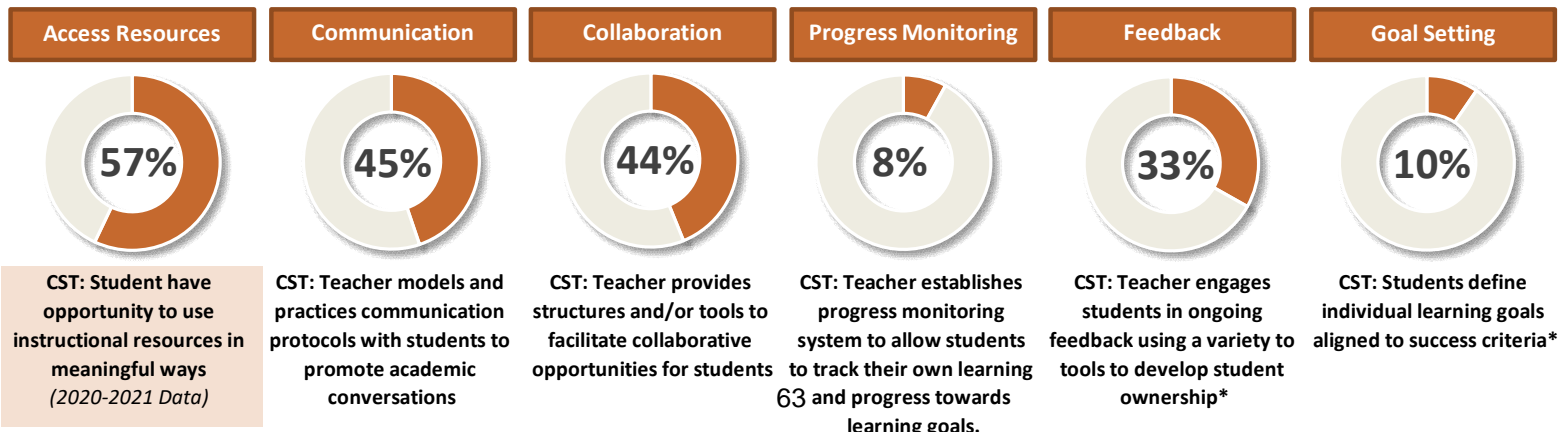 Access Resources
Communication
Collaboration
Progress Monitoring
Feedback
Goal Setting
57%
45%
44%
8%
33%
10%
CST: Student have
opportunity to use
instructional resources in
meaningful ways
(2020-2021 Data)
CST: Teacher models and
practices communication
protocols with students to
promote academic
conversations
CST: Teacher provides
structures and/or tools to
facilitate collaborative
opportunities for students
CST: Teacher establishes
progress monitoring
system to allow students
to track their own learning
and progress towards
learning goals.
63
CST: Teacher engages
students in ongoing
feedback using a variety to
tools to develop student
ownership*
CST: Students define
individual learning goals
aligned to success criteria*